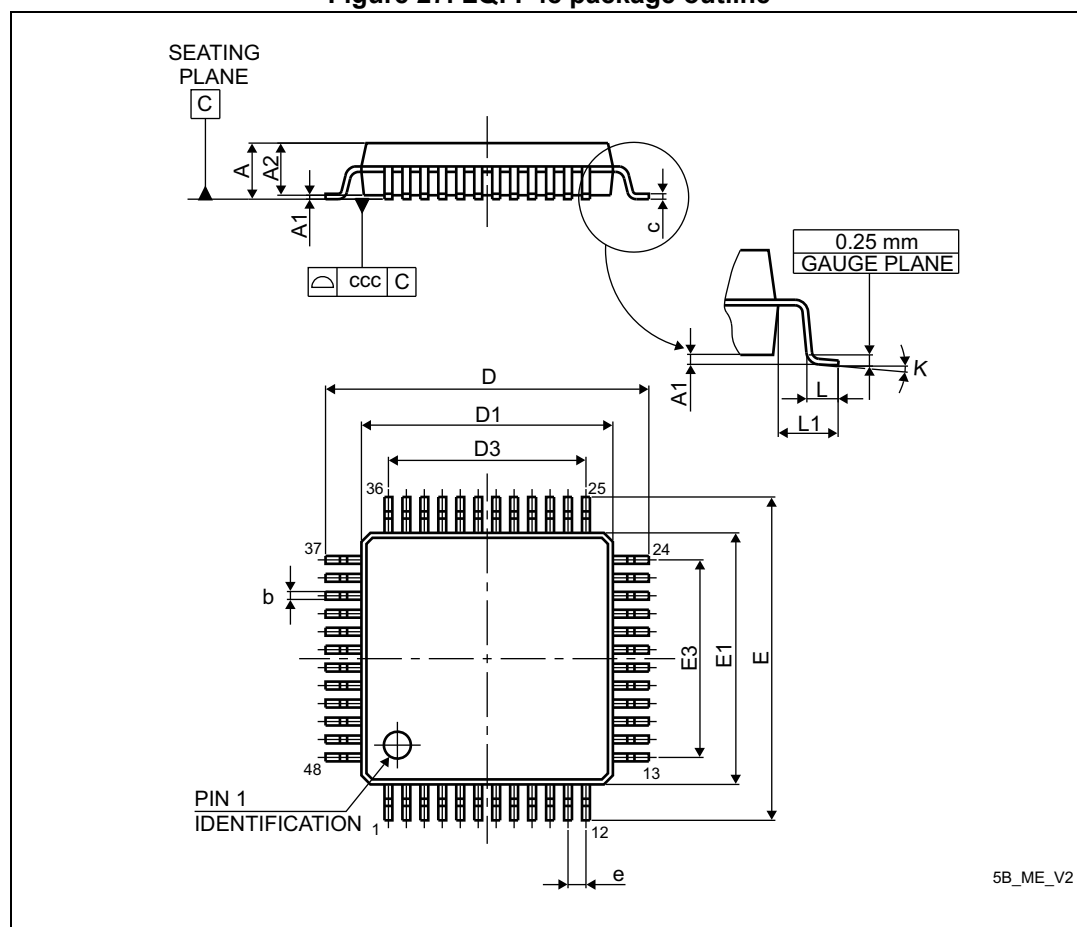 Figure 27. LQFP48 package outline
SEATING
PLANE
C
A
A2
A1
c
ccc C
0.25 mm
GAUGE PLANE
A1
K
L
L1
D
D1
D3
36
25
37
24
b
E3
E1
E
48
13
PIN 1
IDENTIFICATION
1
12
e
5B_ME_V2